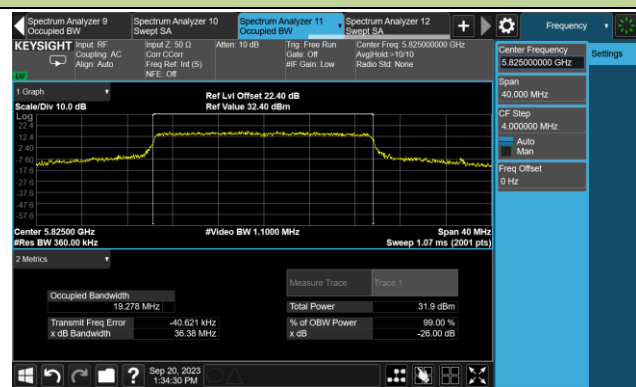 Spectrum Analyzer 9
Occupied BW
Spectrum Analyzer 10
Swept SA
Spectrum Analyzer 11
Occupied BW
Spectrum Analyzer 12
Swept SA
+
Frequency
KEYSIGHT
Input: RF
Coupling: AC
Align: Auto
Input Z: 50 Ω
Corr CCorr
Freq Ref: Int (S)
NFE: Off
Atten: 10 dB
Trig: Free Run
Gate: Off
#IF Gain: Low
Center Freq: 5.825000000 GHz
Avg|Hold:>10/10
Radio Std: None
LV
Center Frequency
5.825000000 GHz
Settings
Span
40.000 MHz
CF Step
4.000000 MHz
Auto
Man
Freq Offset
0 Hz
1 Graph
Scale/Div 10.0 dB
Ref Lvl Offset 22.40 dB
Ref Value 32.40 dBm
Log
22.4
12.4
2.40
-7.60
-17.6
-27.6
-37.6
-47.6
-57.6
Center 5.82500 GHz
#Res BW 360.00 kHz
#Video BW 1.1000 MHz
Span 40 MHz
Sweep 1.07 ms (2001 pts)
2 Metrics
Measure Trace
Trace 1
Occupied Bandwidth
19.278 MHz
Total Power
31.9 dBm
Transmit Freq Error
-40.621 kHz
% of OBW Power
99.00 %
x dB Bandwidth
36.38 MHz
x dB
-26.00 dB
?
Sep 20, 2023
1:34:30 PM